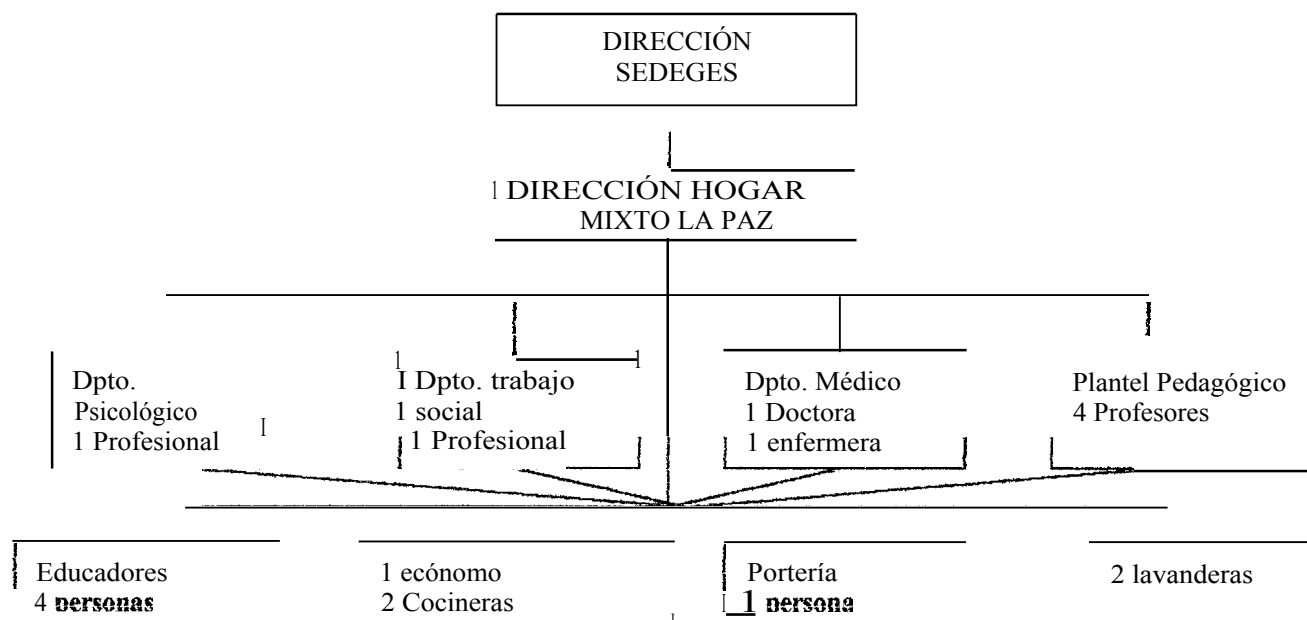 DIRECCIÓN
SEDEGES
DIRECCIÓN HOGAR
MIXTO LA PAZ
Dpto.
Psicológico
1 Profesional
I Dpto. trabajo
1 social
1 Profesional
Dpto. Médico
1 Doctora
1 enfermera
Plantel Pedagógico
4 Profesores
Educadores
4 personas
1 ecónomo
2 Cocineras
Portería
1 persona
2 lavanderas